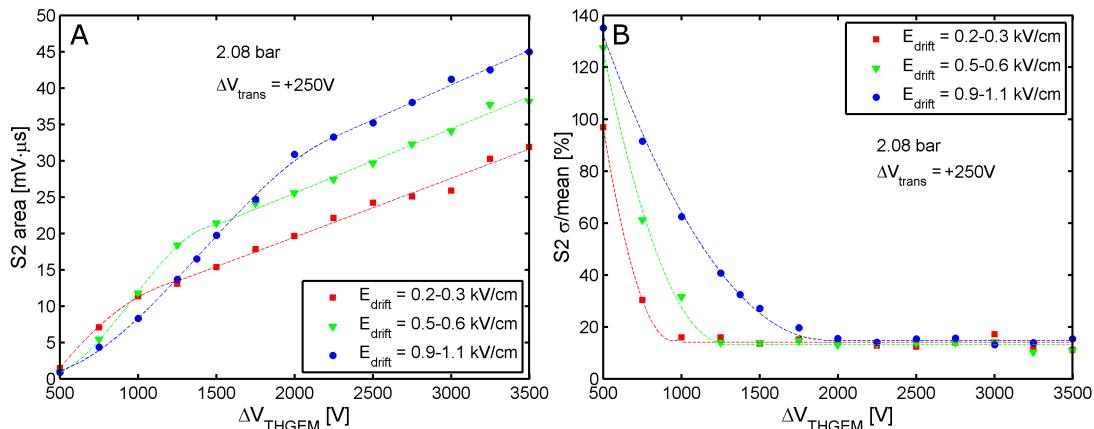 A
2.08 bar
ΔV_trans = +250V
S2 area [mV·μs]
50
45
40
35
30
25
20
15
10
5
0
E_drift = 0.2-0.3 kV/cm
E_drift = 0.5-0.6 kV/cm
E_drift = 0.9-1.1 kV/cm
500 1000 1500 2000 2500 3000 3500
ΔV_THGEM [V]
B
E_drift = 0.2-0.3 kV/cm
E_drift = 0.5-0.6 kV/cm
E_drift = 0.9-1.1 kV/cm
2.08 bar
ΔV_trans = +250V
S2 σ/mean [%]
140
120
100
80
60
40
20
0
500 1000 1500 2000 2500 3000 3500
ΔV_THGEM [V]